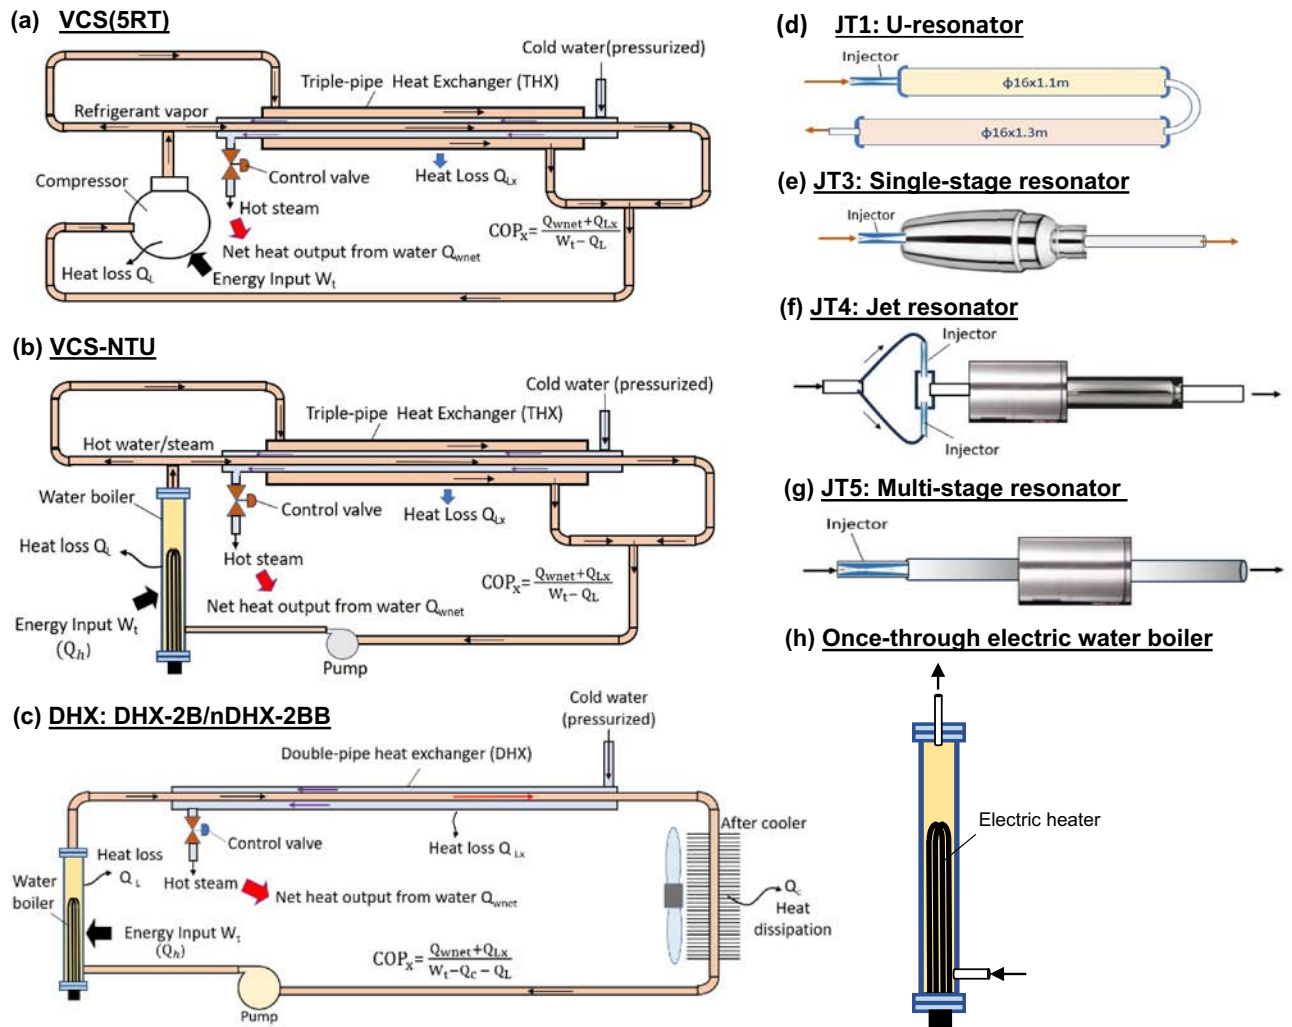 (a) VCS(5RT)
Cold water(pressurized)
Triple-pipe Heat Exchanger (THX)
Refrigerant vapor
Compressor
Control valve
Heat Loss QLx
Hot steam
COPx= Qwnet+QLx / Wt− QL
Net heat output from water Qwnet
Heat loss QL
Energy Input Wt
(b) VCS-NTU
Cold water (pressurized)
Triple-pipe Heat Exchanger (THX)
Hot water/steam
Water boiler
Control valve
Heat Loss QLx
Heat loss QL
Hot steam
COPx= Qwnet+QLx / Wt− QL
Net heat output from water Qwnet
Energy Input Wt
(Qh)
Pump
(c) DHX: DHX-2B/nDHX-2BB
Cold water
(pressurized)
Double-pipe heat exchanger (DHX)
After cooler
Control valve
Heat loss QLx
Heat loss
QL
Water
boiler
Hot steam
Net heat output from water Qwnet
Qc
Heat
dissipation
Energy Input Wt
(Qh)
COPx= Qwnet+QLx / Wt−Qc − QL
Pump
(d) JT1: U-resonator
Injector
ϕ16x1.1m
ϕ16x1.3m
(e) JT3: Single-stage resonator
Injector
(f) JT4: Jet resonator
Injector
Injector
(g) JT5: Multi-stage resonator
Injector
(h) Once-through electric water boiler
Electric heater